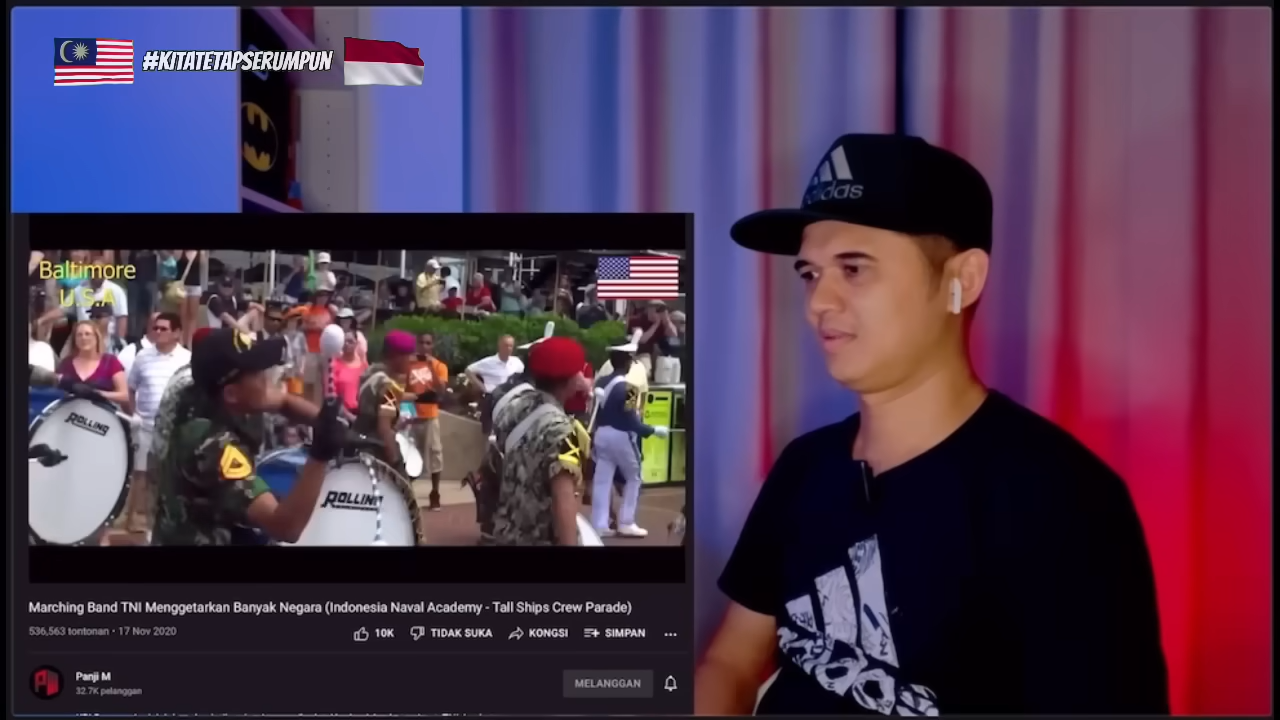 #KITATETAPSERUMPUN
adidas
Baltimore
U.S.A
ROLLING
ROLLING
Marching Band TNI Menggetarkan Banyak Negara (Indonesia Naval Academy - Tall Ships Crew Parade)
536,563 tontonan • 17 Nov 2020
10K
TIDAK SUKA
KONGSI
SIMPAN
Panji M
32.7K pelanggan
MELANGGAN